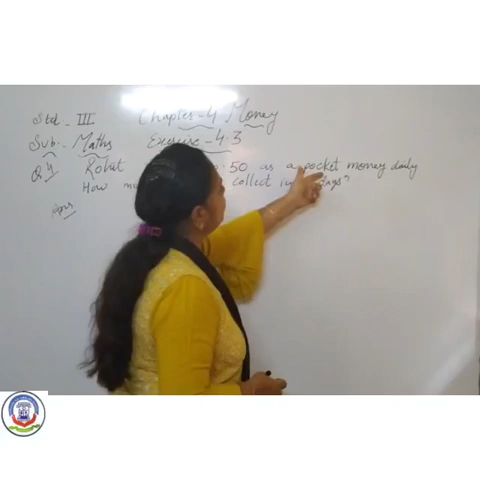 Std - III Chapter-4 Money
Sub:- Maths Exercise - 4.3
Q.4 Rohit 50 as a pocket money daily
How collect in days?
Ans